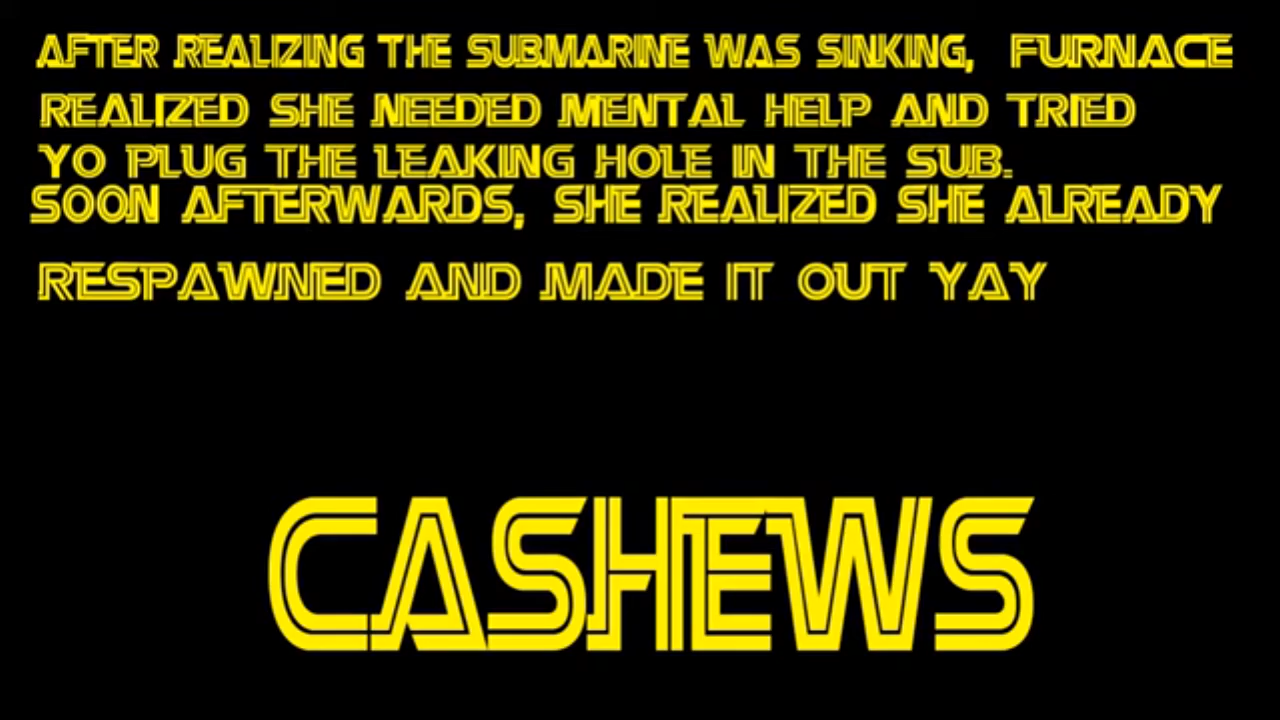 AFTER REALIZING THE SUBMARINE WAS SINKING, FURNACE
REALIZED SHE NEEDED MENTAL HELP AND TRIED
YO PLUG THE LEAKING HOLE IN THE SUB.
SOON AFTERWARDS, SHE REALIZED SHE ALREADY
RESPAWNED AND MADE IT OUT YAY
CASHEWS